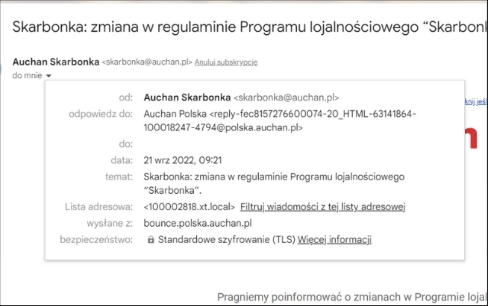 Skarbonka: zmiana w regulaminie Programu lojalnościowego “Skarbonk
Auchan Skarbonka <skarbonka@auchan.pl> Anuluj subskrypcję
do mnie
od: Auchan Skarbonka <skarbonka@auchan.pl>
knij jeśl
odpowiedz do: Auchan Polska <reply-fec8157276600074-20_HTML-63141864-
100018247-4794@polska.auchan.pl>
do:
data: 21 wrz 2022, 09:21
temat: Skarbonka: zmiana w regulaminie Programu lojalnościowego
“Skarbonka”.
Lista adresowa: <100002818.xt.local> Filtruj wiadomości z tej listy adresowej
wysłane z: bounce.polska.auchan.pl
bezpieczeństwo: Standardowe szyfrowanie (TLS) Więcej informacji
Pragniemy poinformować o zmianach w Programie lojal